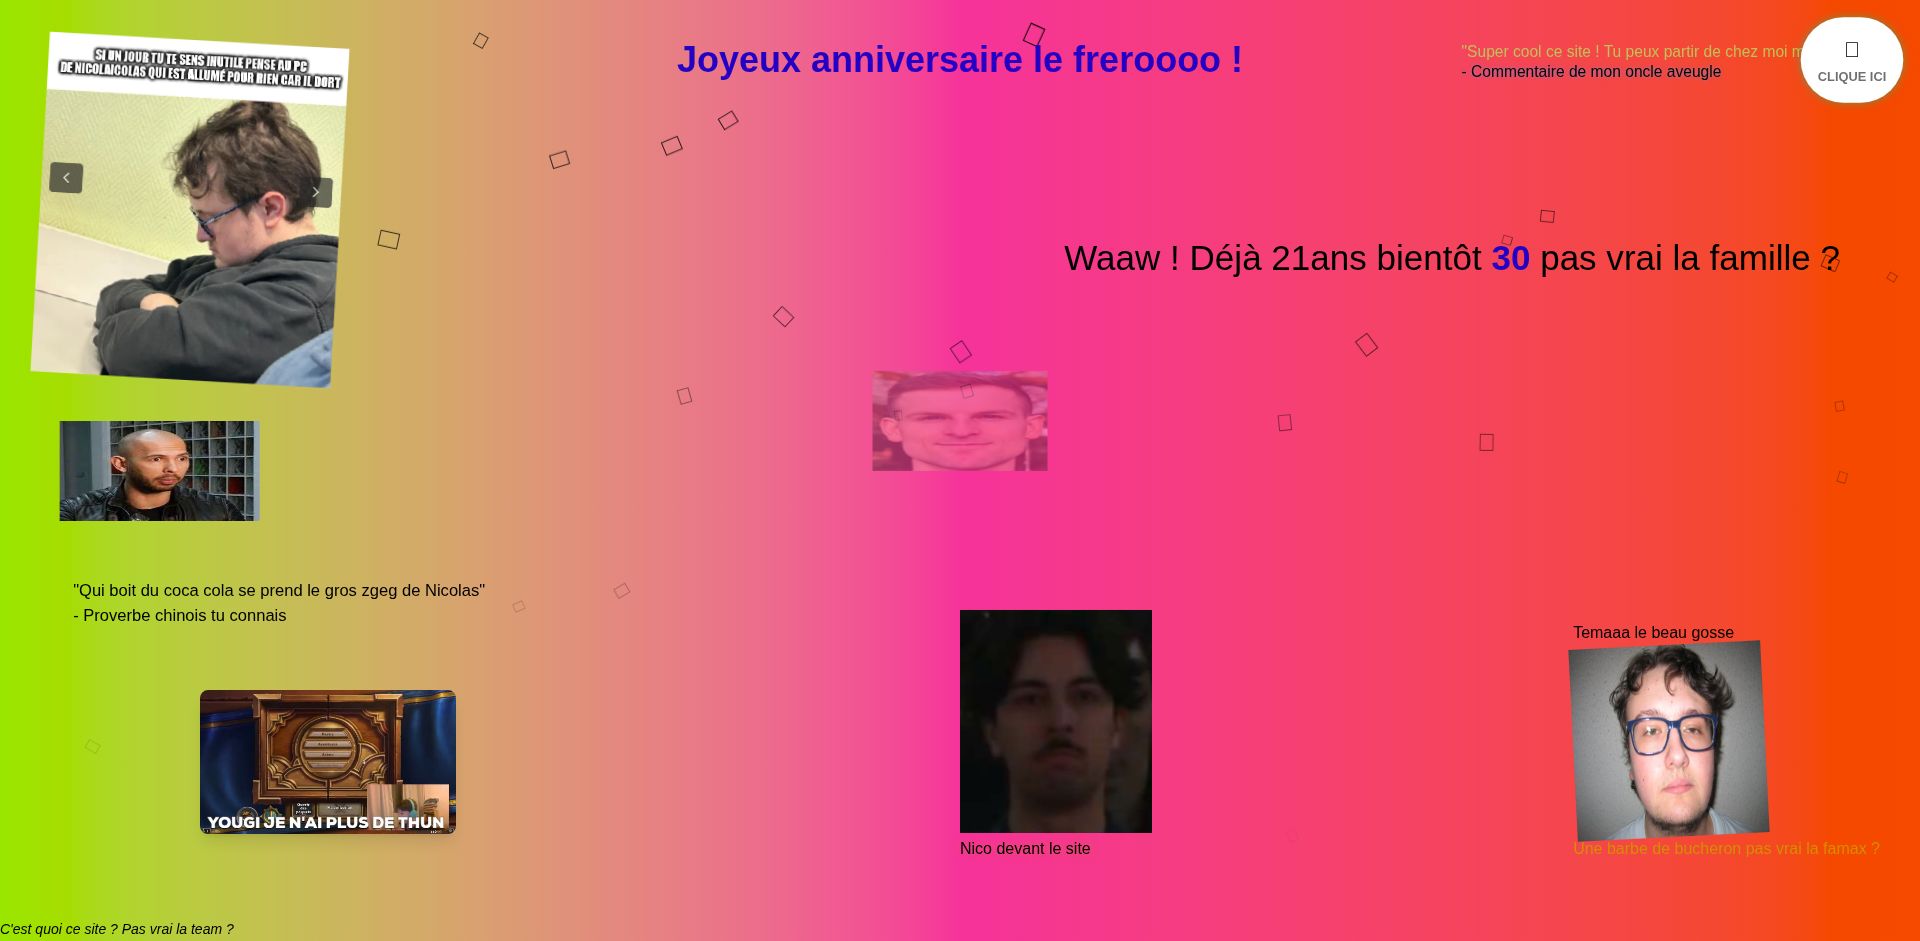 SI UN JOUR TU TE SENS INUTILE PENSE AU PC
DE NICOLAICOLAS QUI EST ALLUMÉ POUR RIEN CAR IL DORT
Joyeux anniversaire le freroooo !
"Super cool ce site ! Tu peux partir de chez moi m
- Commentaire de mon oncle aveugle
CLIQUE ICI
Waaw ! Déjà 21ans bientôt 30 pas vrai la famille ?
"Qui boit du coca cola se prend le gros zgeg de Nicolas"
- Proverbe chinois tu connais
YOUGI JE N'AI PLUS DE THUN
Nico devant le site
Temaaa le beau gosse
Une barbe de bucheron pas vrai la famax ?
C'est quoi ce site ? Pas vrai la team ?